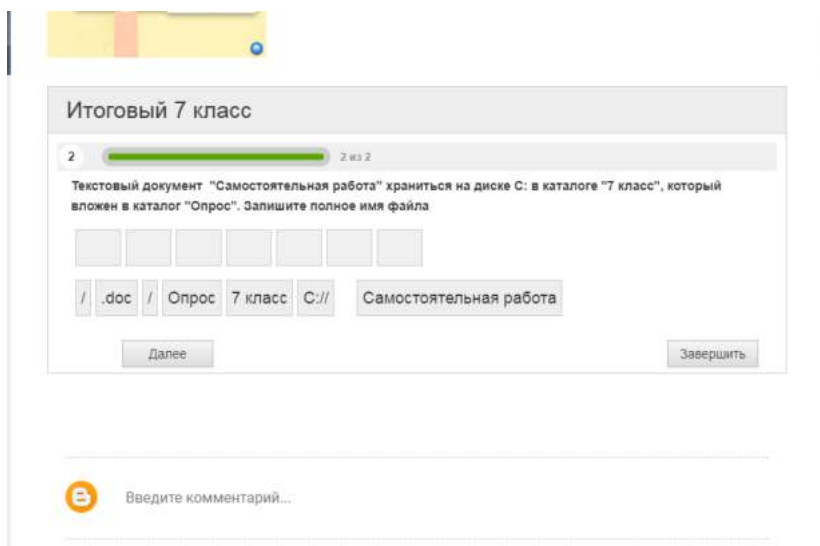 Итоговый 7 класс
2 2 из 2
Текстовый документ "Самостоятельная работа" храниться на диске С: в каталоге "7 класс", который
вложен в каталог "Опрос". Запишите полное имя файла
/ .doc / Опрос 7 класс C:// Самостоятельная работа
Далее Завершить
Введите комментарий...